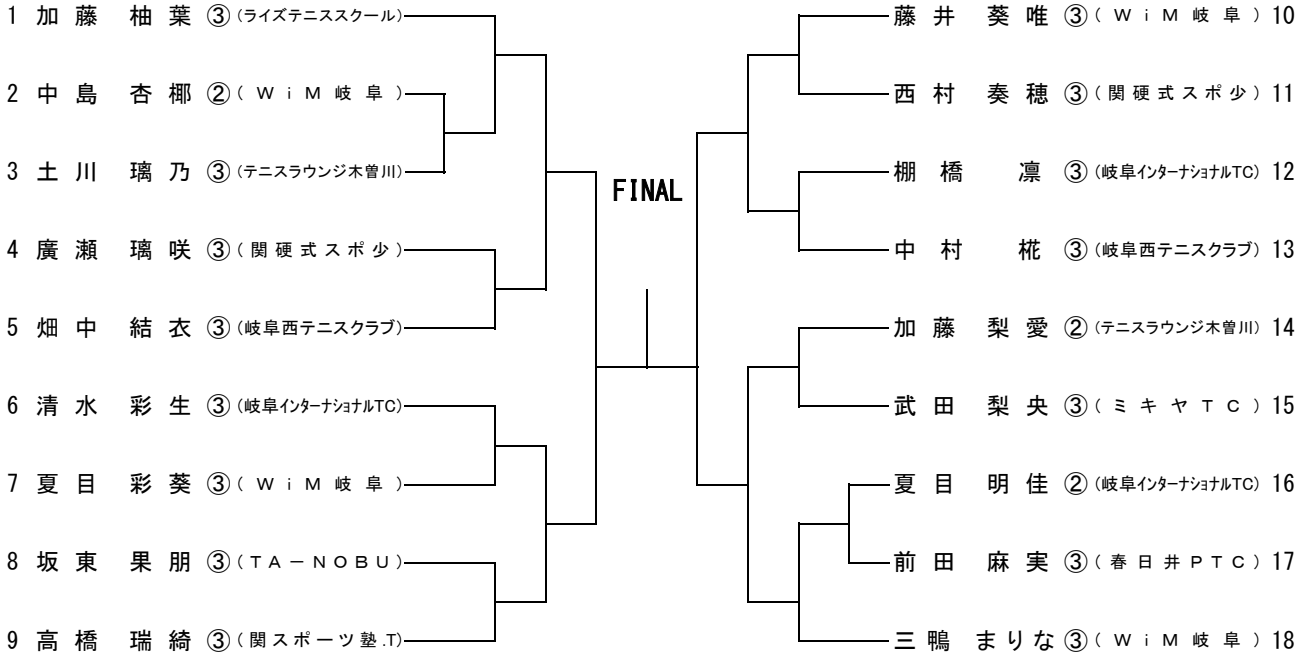 1 加藤 柚葉 ③ (ライズテニススクール)
2 中島 杏梛 ② (WiM岐阜)
3 土川 璃乃 ③ (テニスラウンジ木曽川)
4 廣瀬 璃咲 ③ (関硬式スポ少)
5 畑中 結衣 ③ (岐阜西テニスクラブ)
6 清水 彩生 ③ (岐阜インターナショナルTC)
7 夏目 彩葵 ③ (WiM岐阜)
8 坂東 果朋 ③ (TA-NOBU)
9 高橋 瑞綺 ③ (関スポーツ塾.T)
FINAL
藤井 葵唯 ③ (WiM岐阜) 10
西村 奏穂 ③ (関硬式スポ少) 11
棚橋 凛 ③ (岐阜インターナショナルTC) 12
中村 椛 ③ (岐阜西テニスクラブ) 13
加藤 梨愛 ② (テニスラウンジ木曽川) 14
武田 梨央 ③ (ミキヤTC) 15
夏目 明佳 ② (岐阜インターナショナルTC) 16
前田 麻実 ③ (春日井PTC) 17
三鴨 まりな ③ (WiM岐阜) 18